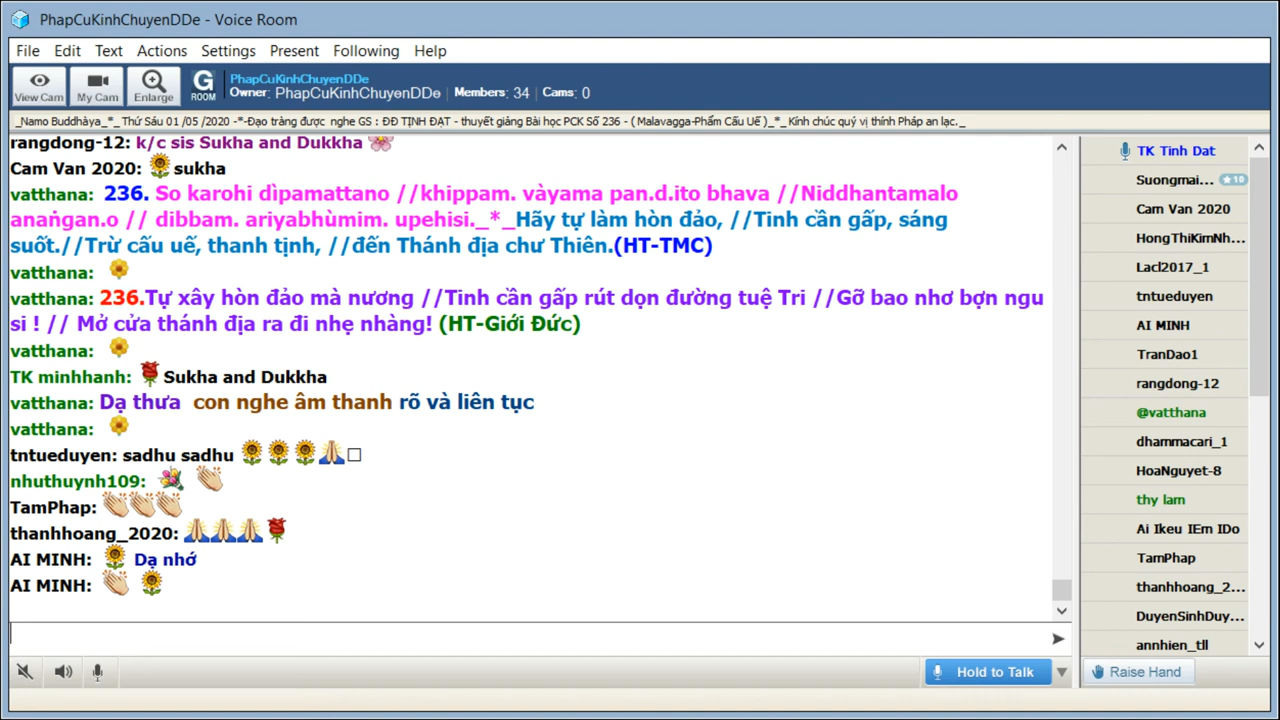 PhapCuKinhChuyenDDe - Voice Room
File Edit Text Actions Settings Present Following Help
View Cam My Cam Enlarge G ROOM
PhapCuKinhChuyenDDe
Owner: PhapCuKinhChuyenDDe Members: 34 Cams: 0
_Namo Buddhàya_*_ Thứ Sáu 01 /05 /2020 -*-Đạo tràng được nghe GS : ĐĐ TỊNH ĐẠT - thuyết giảng Bài học PCK Số 236 - ( Malavagga-Phẩm Cấu Uế )_*_ Kính chúc quý vị thính Pháp an lạc._
rangdong-12: k/c sis Sukha and Dukkha 🌸
Cam Van 2020: 🌻sukha
vatthana: 236. So karohi dìpamattano //khippam. vàyama pan.d.ito bhava //Niddhantamalo
anaṅgan.o // dibbam. ariyabhùmim. upehisi._*_Hãy tự làm hòn đảo, //Tinh cần gấp, sáng
suốt.//Trừ cấu uế, thanh tịnh, //đến Thánh địa chư Thiên.(HT-TMC)
vatthana: 🌼
vatthana: 236.Tự xây hòn đảo mà nương //Tinh cần gấp rút dọn đường tuệ Tri //Gỡ bao nhơ bợn ngu
si ! // Mở cửa thánh địa ra đi nhẹ nhàng! (HT-Giới Đức)
vatthana: 🌼
TK minhhanh: 🌹Sukha and Dukkha
vatthana: Dạ thưa con nghe âm thanh rõ và liên tục
vatthana: 🌼
tntueduyen: sadhu sadhu 🌻🌻🌻🙏□
nhuthuynh109: 💐 👏
TamPhap: 👏👏👏
thanhhoang_2020: 🙏🙏🙏🌹
AI MINH: 🌻 Dạ nhớ
AI MINH: 👏 🌻
TK Tinh Dat
Suongmai... ★10
Cam Van 2020
HongThiKimNh...
Lacl2017_1
tntueduyen
AI MINH
TranDao1
rangdong-12
@vatthana
dhammacari_1
HoaNguyet-8
thy lam
Ai Ikeu IEm IDo
TamPhap
thanhhoang_2...
DuyenSinhDuy...
annhien_tll
Hold to Talk
Raise Hand